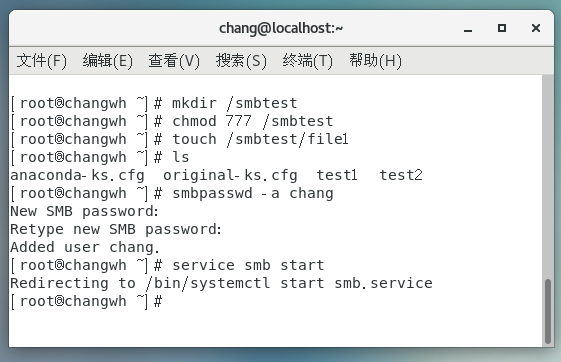 chang@localhost:~
文件(F) 编辑(E) 查看(V) 搜索(S) 终端(T) 帮助(H)
[root@changwh ~]# mkdir /smbtest
[root@changwh ~]# chmod 777 /smbtest
[root@changwh ~]# touch /smbtest/file1
[root@changwh ~]# ls
anaconda-ks.cfg  original-ks.cfg  test1  test2
[root@changwh ~]# smbpasswd -a chang
New SMB password:
Retype new SMB password:
Added user chang.
[root@changwh ~]# service smb start
Redirecting to /bin/systemctl start smb.service
[root@changwh ~]#